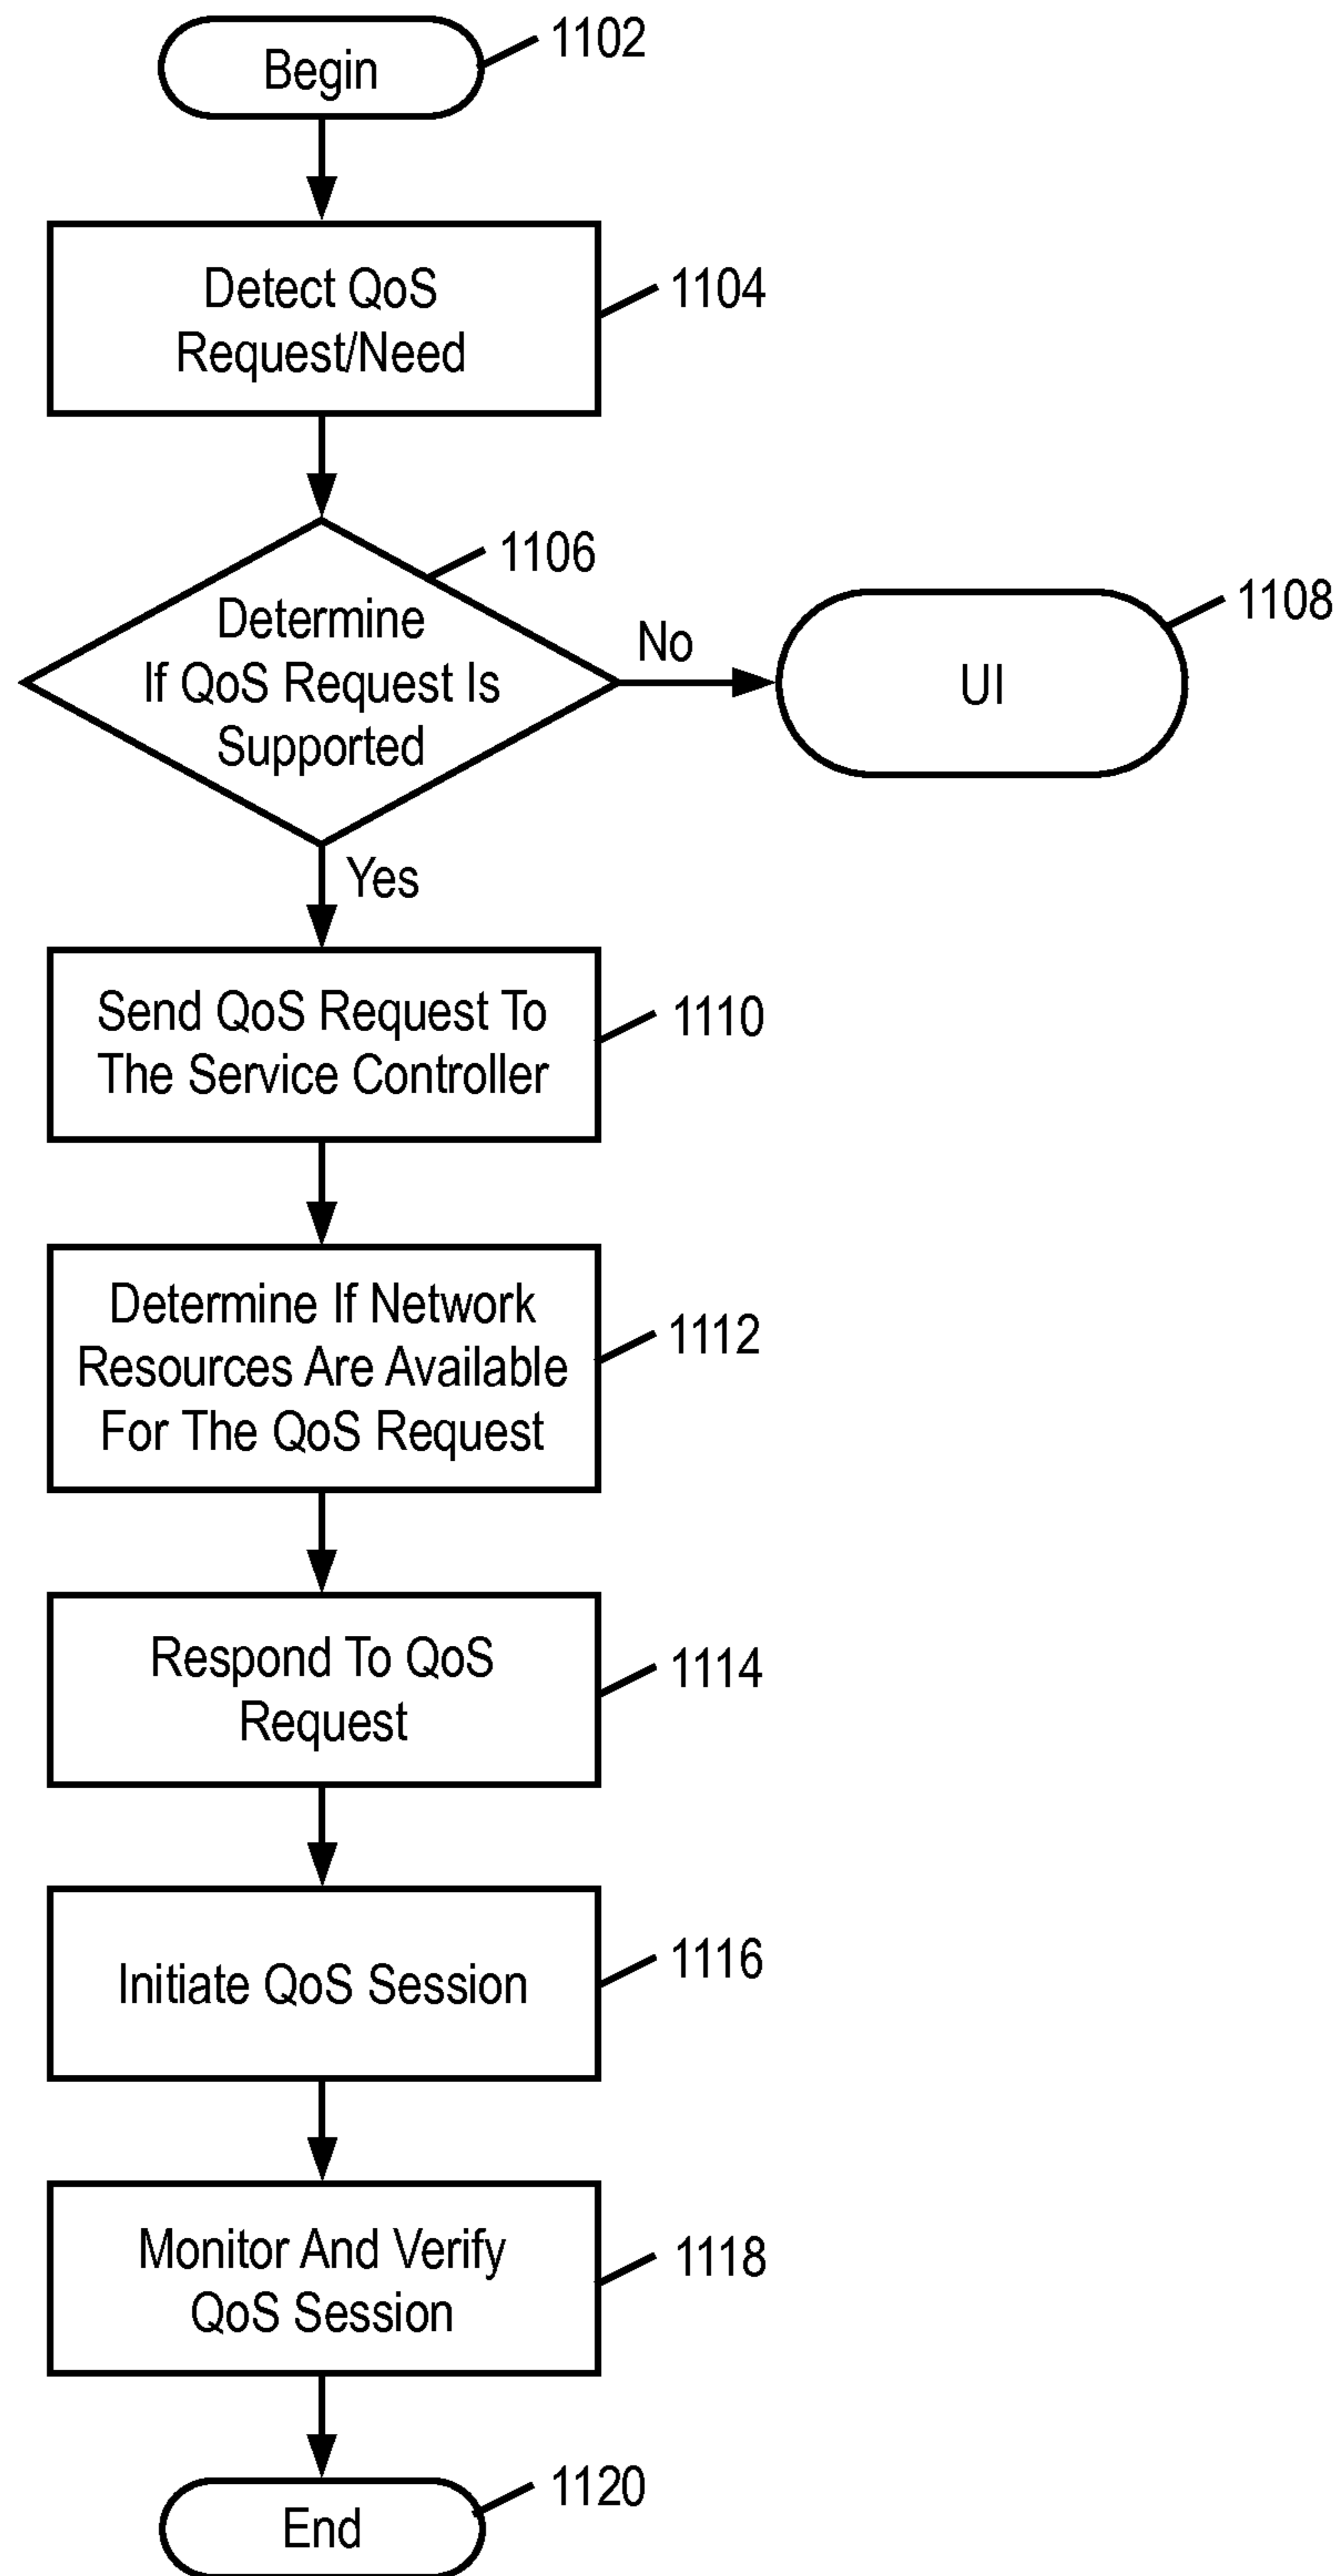 Begin
1102
Detect QoS
Request/Need
1104
1106
Determine
If QoS Request Is
Supported
No
UI
1108
Yes
Send QoS Request To
The Service Controller
1110
Determine If Network
Resources Are Available
For The QoS Request
1112
Respond To QoS
Request
1114
Initiate QoS Session
1116
Monitor And Verify
QoS Session
1118
End
1120